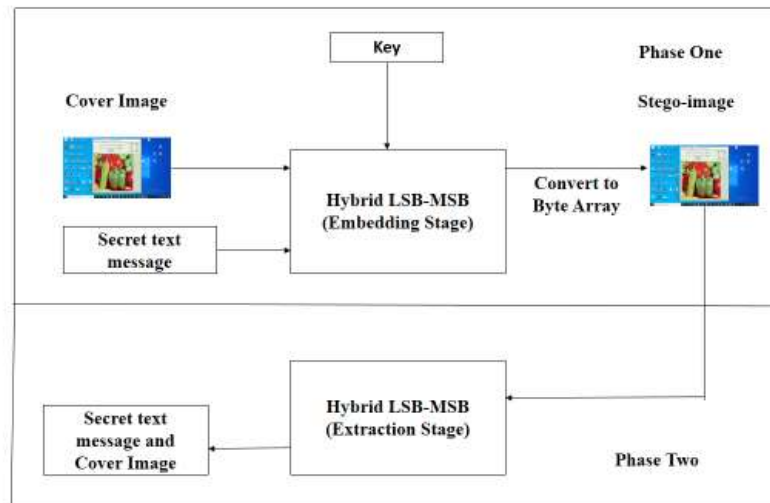 Key
Phase One
Cover Image
Stego-image
Hybrid LSB-MSB
(Embedding Stage)
Convert to
Byte Array
Secret text
message
Hybrid LSB-MSB
(Extraction Stage)
Secret text
message and
Cover Image
Phase Two